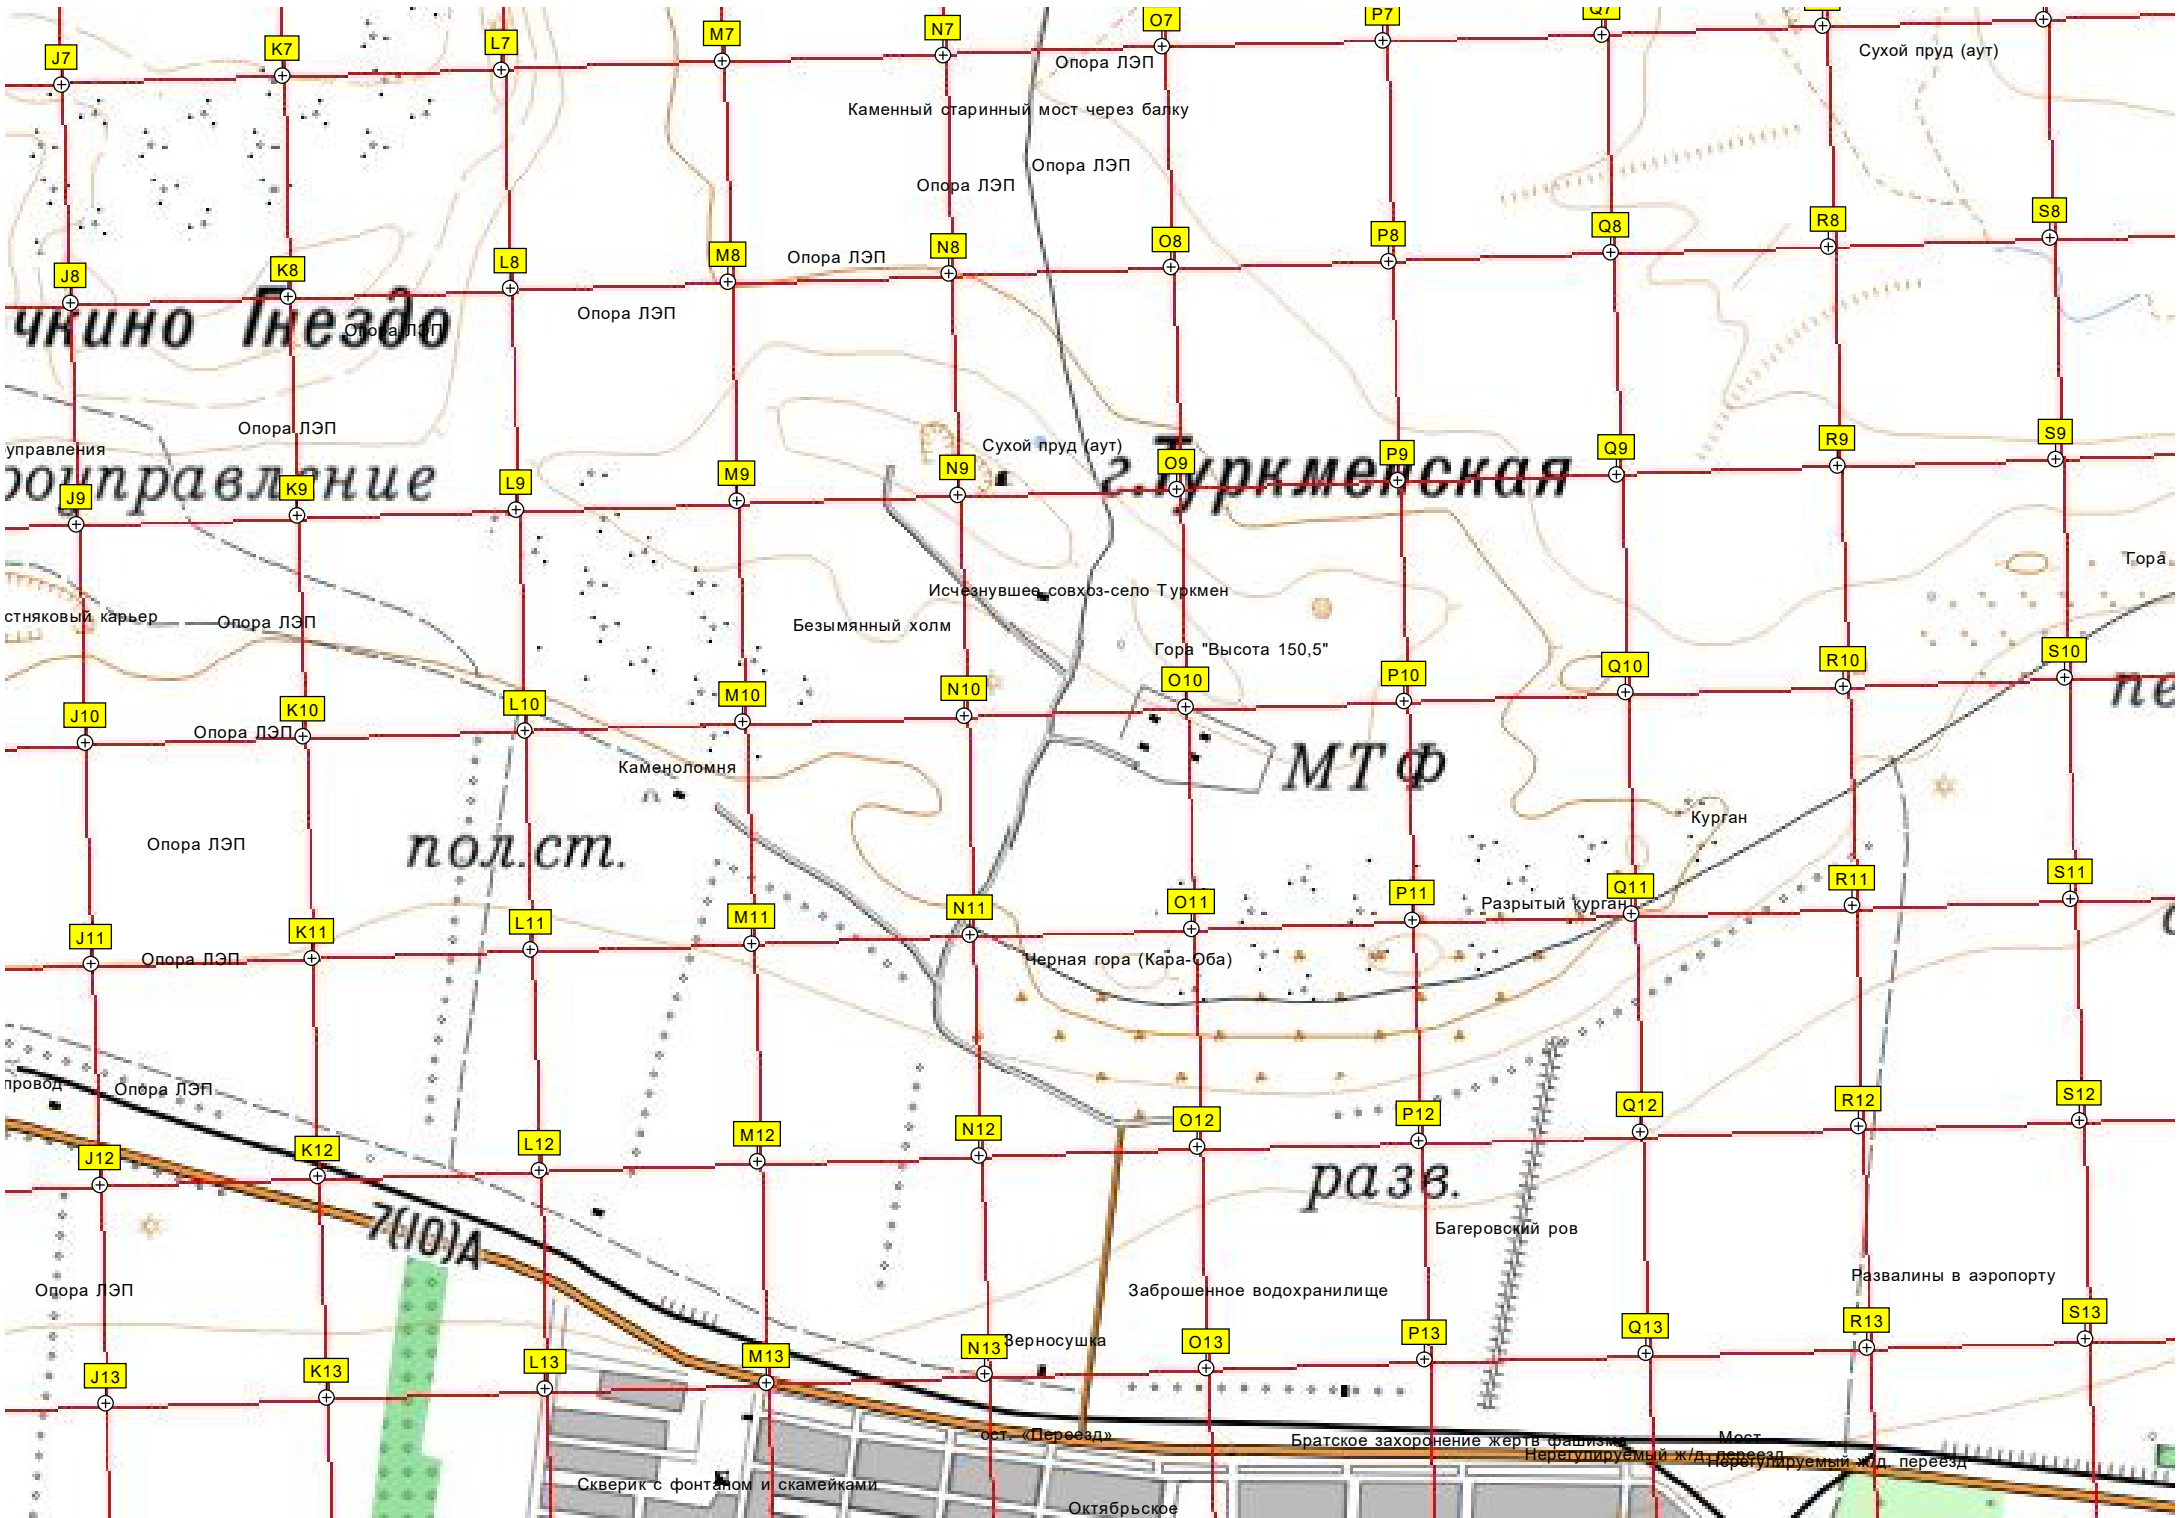 O7
P7
Q7
N7
M7
L7
K7
J7
Сухой пруд (аут)
Опора ЛЭП
Каменный старинный мост через балку
Опора ЛЭП
Опора ЛЭП
S8
R8
Q8
P8
O8
N8
M8
L8
K8
J8
Опора ЛЭП
Опора ЛЭП
чкино Гнездо
Опора ЛЭП
Опора ЛЭП
управления
Сухой пруд (аут)
S9
R9
Q9
P9
O9
N9
M9
L9
K9
J9
г.Туркменская
роуправление
Гора
Исчезнувшее совхоз-село Туркмен
стняковый карьер
Опора ЛЭП
Безымянный холм
Гора "Высота 150,5"
S10
R10
Q10
P10
O10
N10
M10
L10
K10
J10
пе
Опора ЛЭП
Каменоломня
МТФ
Курган
Опора ЛЭП
пол.ст.
S11
R11
Q11
P11
O11
N11
M11
L11
K11
J11
Разрытый курган
Опора ЛЭП
Черная гора (Кара-Оба)
провод
Опора ЛЭП
S12
R12
Q12
P12
O12
N12
M12
L12
K12
J12
разв.
7(10)А
Багеровский ров
Опора ЛЭП
Заброшенное водохранилище
Развалины в аэропорту
S13
R13
Q13
P13
O13
N13
Зерносушка
M13
L13
K13
J13
ост. «Переезд»
Братское захоронение жертв фашизма
Мост
Нерегулируемый ж/д. переезд
Нерегулируемый ж/д. переезд
Скверик с фонтаном и скамейками
Октябрьское